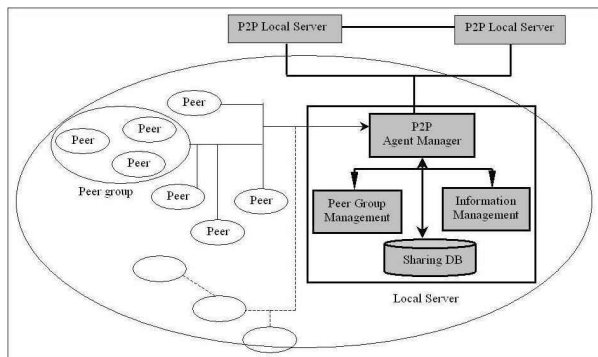 P2P Local Server
P2P Local Server
Peer
Peer
Peer
Peer
Peer group
Peer
Peer
Peer
P2P
Agent Manager
Peer Group
Management
Information
Management
Sharing DB
Local Server